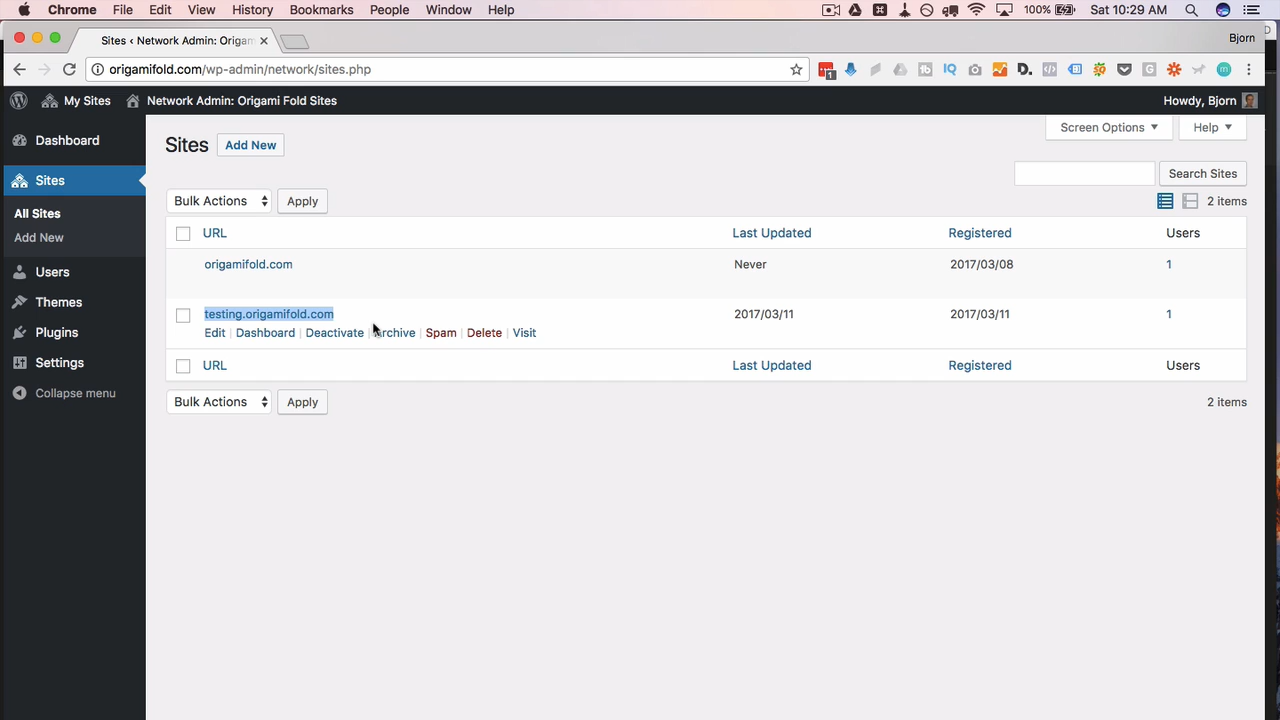 Chrome File Edit View History Bookmarks People Window Help 100% Sat 10:29 AM
Sites ‹ Network Admin: Origam Bjorn
origamifold.com/wp-admin/network/sites.php
My Sites Network Admin: Origami Fold Sites Howdy, Bjorn
Screen Options Help
Dashboard
Sites Add New
Search Sites
Sites
Bulk Actions Apply 2 items
All Sites
Add New
URL Last Updated Registered Users
origamifold.com Never 2017/03/08 1
Users
Themes
testing.origamifold.com 2017/03/11 2017/03/11 1
Plugins
Edit | Dashboard | Deactivate | Archive | Spam | Delete | Visit
Settings
URL Last Updated Registered Users
Collapse menu
Bulk Actions Apply 2 items